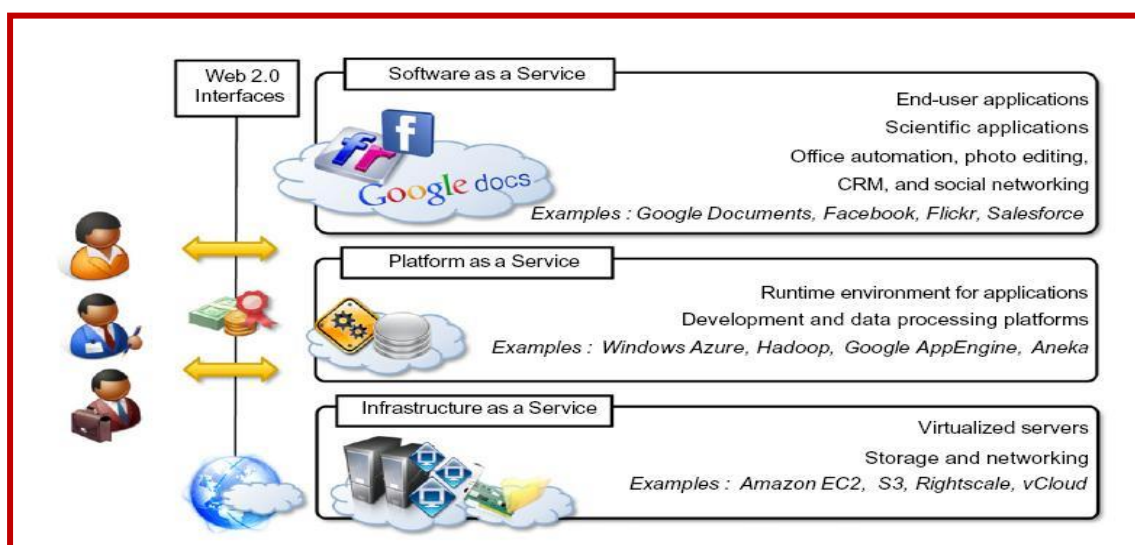 Web 2.0
Interfaces
Software as a Service
End-user applications
Scientific applications
Office automation, photo editing,
CRM, and social networking
Examples : Google Documents, Facebook, Flickr, Salesforce
f
fr
Google docs
Platform as a Service
Runtime environment for applications
Development and data processing platforms
Examples : Windows Azure, Hadoop, Google AppEngine, Aneka
Infrastructure as a Service
Virtualized servers
Storage and networking
Examples : Amazon EC2, S3, Rightscale, vCloud